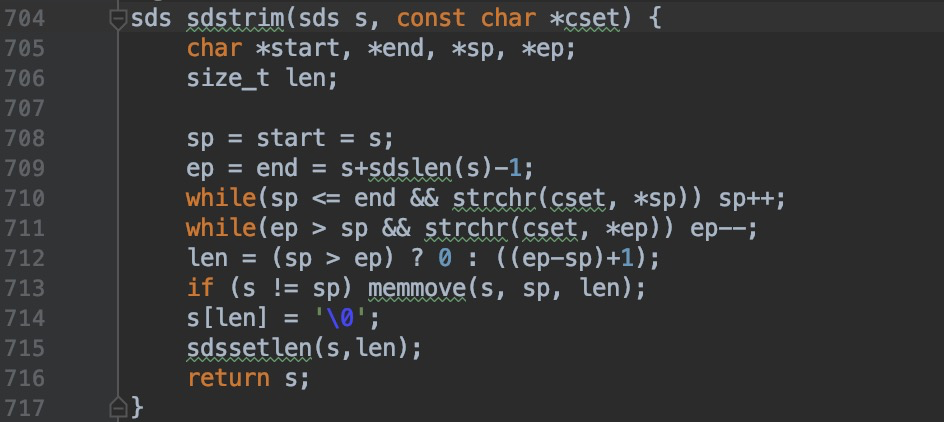 704 sds sdstrim(sds s, const char *cset) {
705 char *start, *end, *sp, *ep;
706 size_t len;
707
708 sp = start = s;
709 ep = end = s+sdslen(s)-1;
710 while(sp <= end && strchr(cset, *sp)) sp++;
711 while(ep > sp && strchr(cset, *ep)) ep--;
712 len = (sp > ep) ? 0 : ((ep-sp)+1);
713 if (s != sp) memmove(s, sp, len);
714 s[len] = '\0';
715 sdssetlen(s,len);
716 return s;
717 }